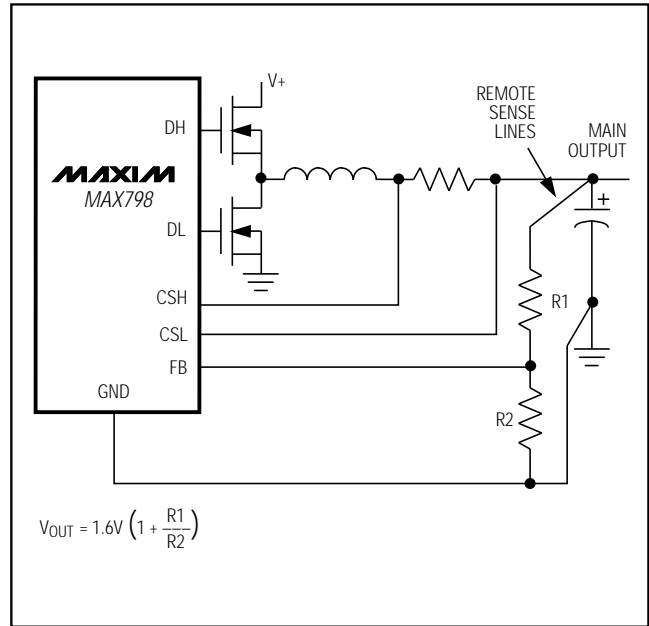 V+
REMOTE
SENSE
LINES
MAIN
OUTPUT
DH
MAXIM
MAX798
DL
+
CSH
CSL
FB
GND
R1
R2
VOUT = 1.6V (1 + R1/R2)